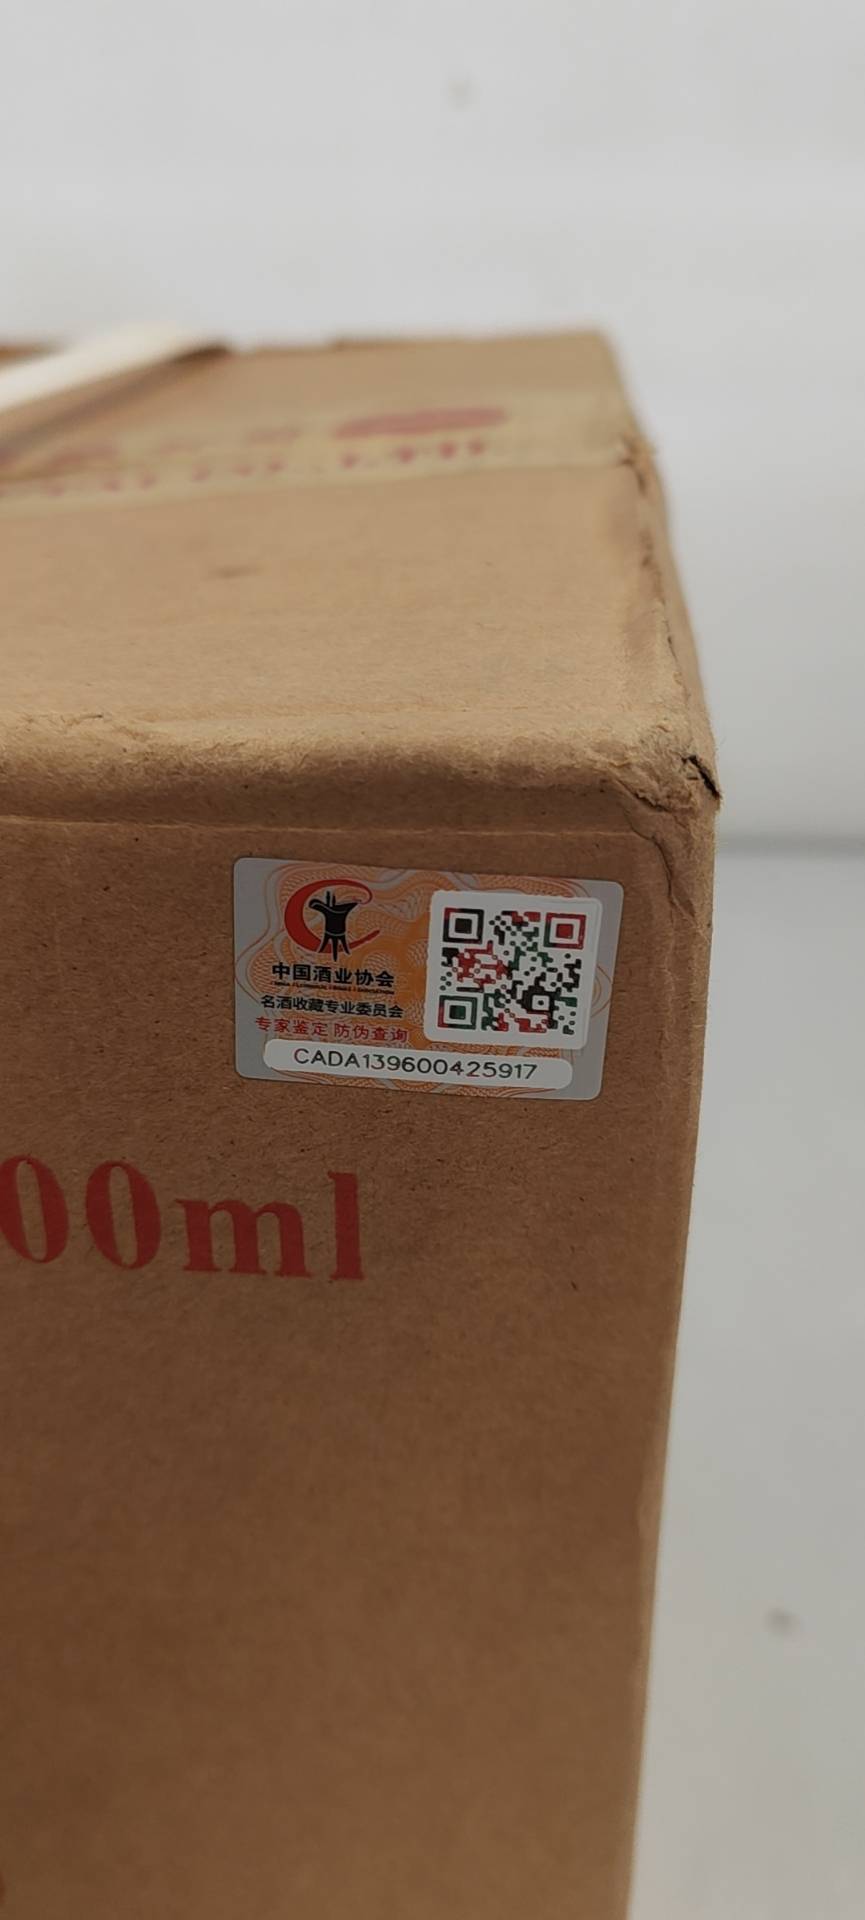 中国酒业协会
名酒收藏专业委员会
专家鉴定 防伪查询
CADA139600425917
00ml